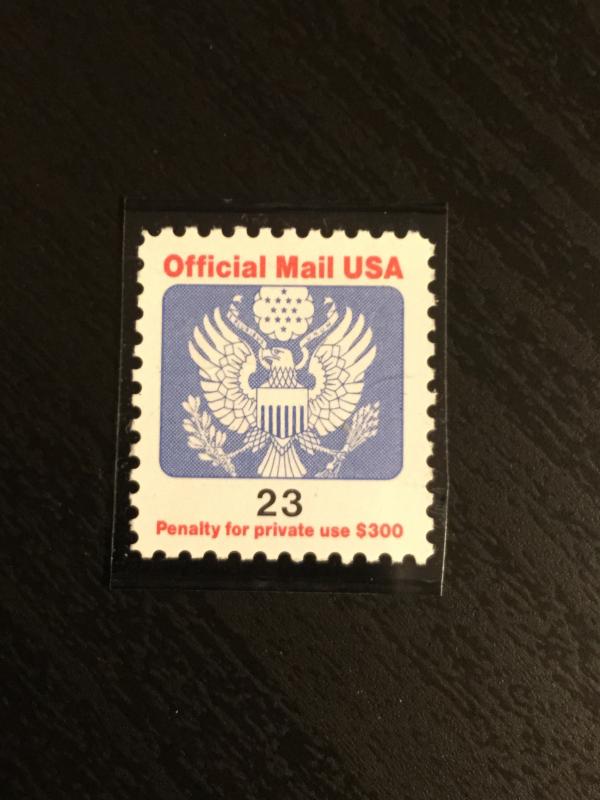 Official Mail USA
23
Penalty for private use $300